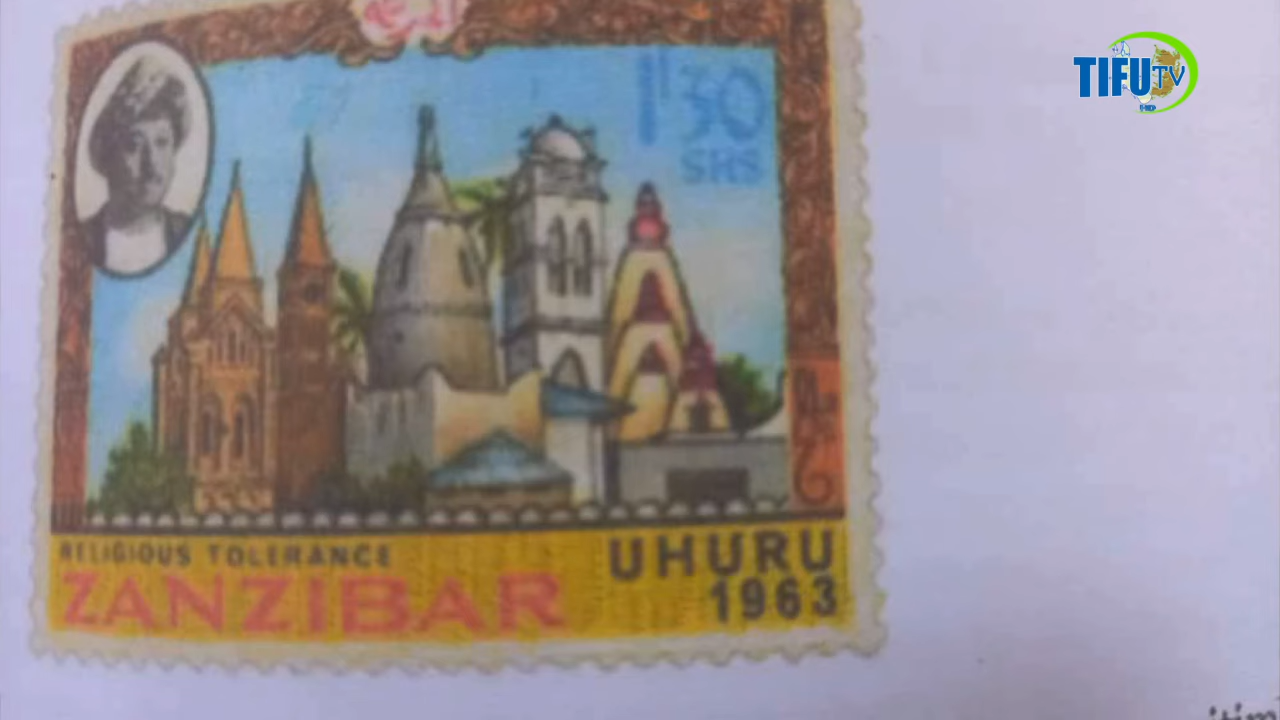 TIFU TV
1'30
SHS
RELIGIOUS TOLERANCE
ZANZIBAR
UHURU
1963